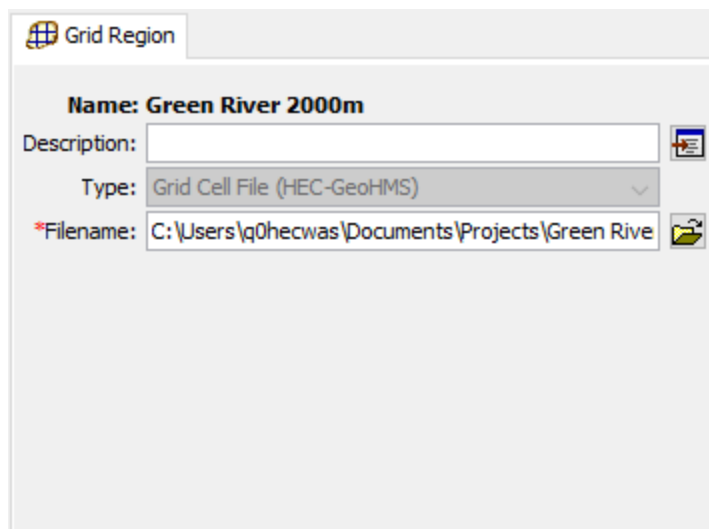 Grid Region
Name: Green River 2000m
Description:
Type: Grid Cell File (HEC-GeoHMS)
*Filename: C:\Users\q0hecwas\Documents\Projects\Green Rive